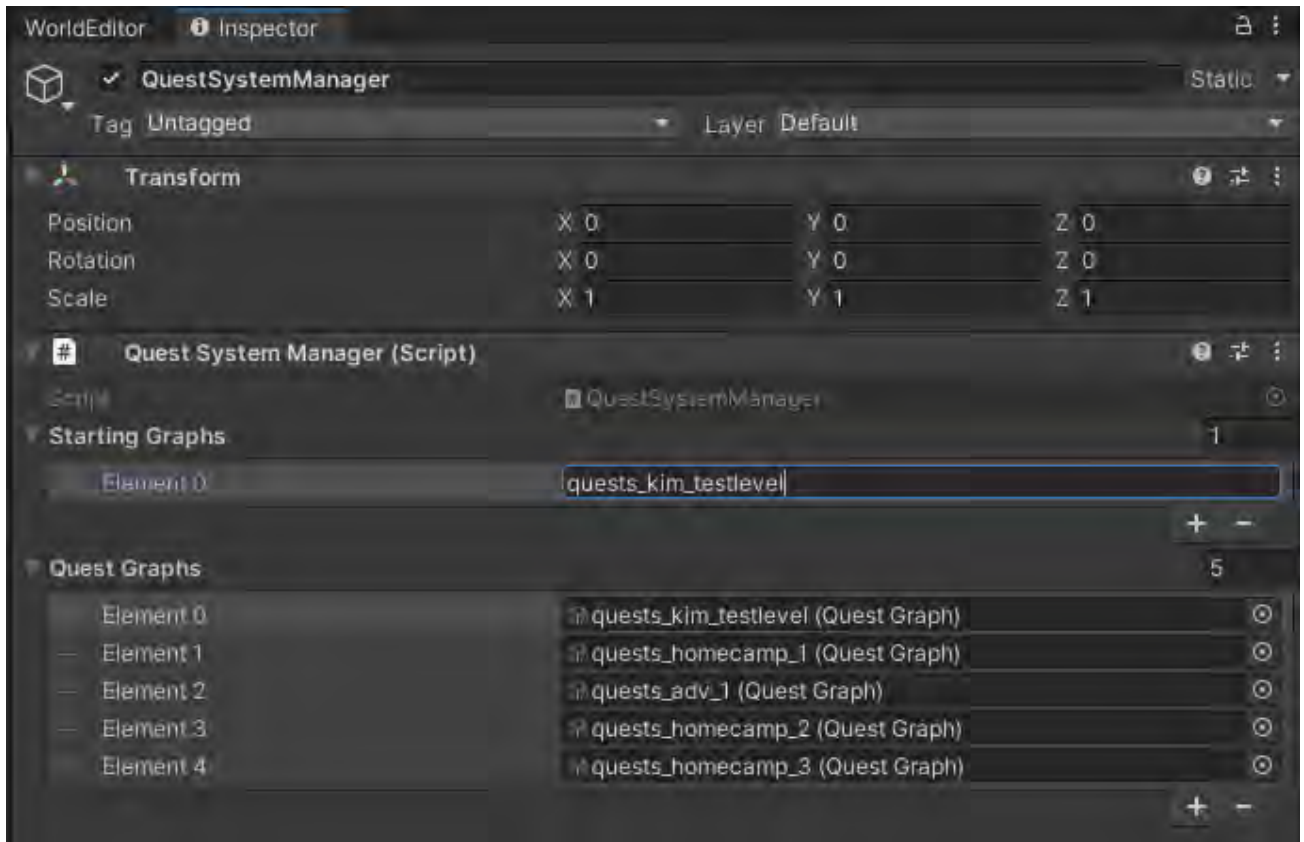 WorldEditor Inspector
QuestSystemManager Static
Tag Untagged Layer Default
Transform
Position X 0 Y 0 Z 0
Rotation X 0 Y 0 Z 0
Scale X 1 Y 1 Z 1
# Quest System Manager (Script)
Script QuestSystemManager
Starting Graphs 1
Element 0 quests_kim_testlevel
+ -
Quest Graphs 5
Element 0 quests_kim_testlevel (Quest Graph)
Element 1 quests_homecamp_1 (Quest Graph)
Element 2 quests_adv_1 (Quest Graph)
Element 3 quests_homecamp_2 (Quest Graph)
Element 4 quests_homecamp_3 (Quest Graph)
+ -